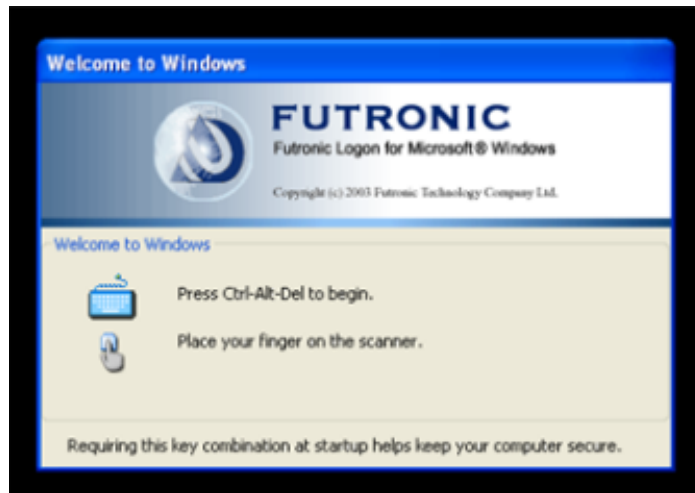 Welcome to Windows
FUTRONIC
Futronic Logon for Microsoft® Windows
Copyright (c) 2003 Futronic Technology Company Ltd.
Welcome to Windows
Press Ctrl-Alt-Del to begin.
Place your finger on the scanner.
Requiring this key combination at startup helps keep your computer secure.